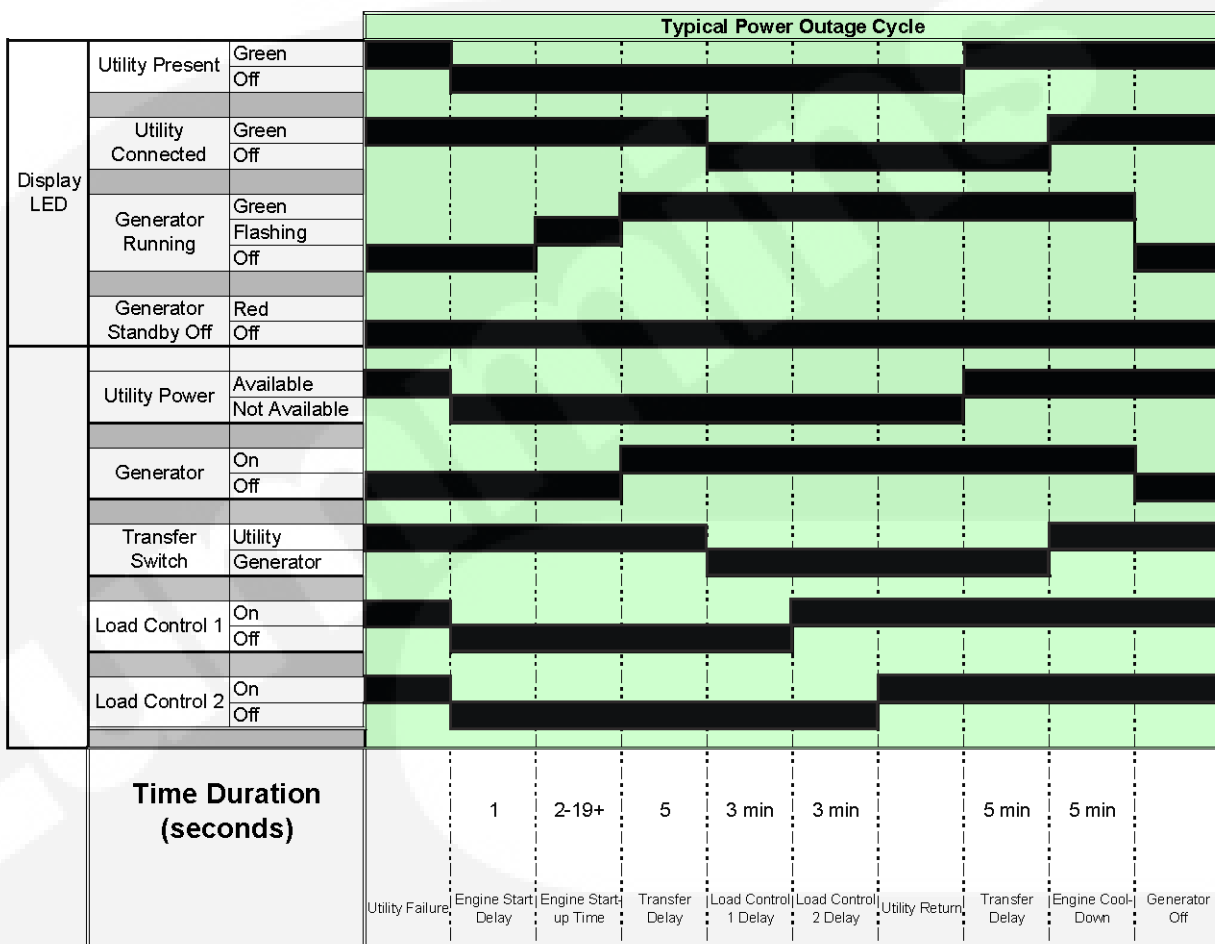 Typical Power Outage Cycle
Display
LED
Utility Present
Green
Off
Utility
Connected
Green
Off
Generator
Running
Green
Flashing
Off
Generator
Standby Off
Red
Off
Utility Power
Available
Not Available
Generator
On
Off
Transfer
Switch
Utility
Generator
Load Control 1
On
Off
Load Control 2
On
Off
Time Duration
(seconds)
1
2-19+
5
3 min
3 min
5 min
5 min
Utility Failure
Engine Start
Delay
Engine Start-
up Time
Transfer
Delay
Load Control
1 Delay
Load Control
2 Delay
Utility Return
Transfer
Delay
Engine Cool-
Down
Generator
Off
Cummins